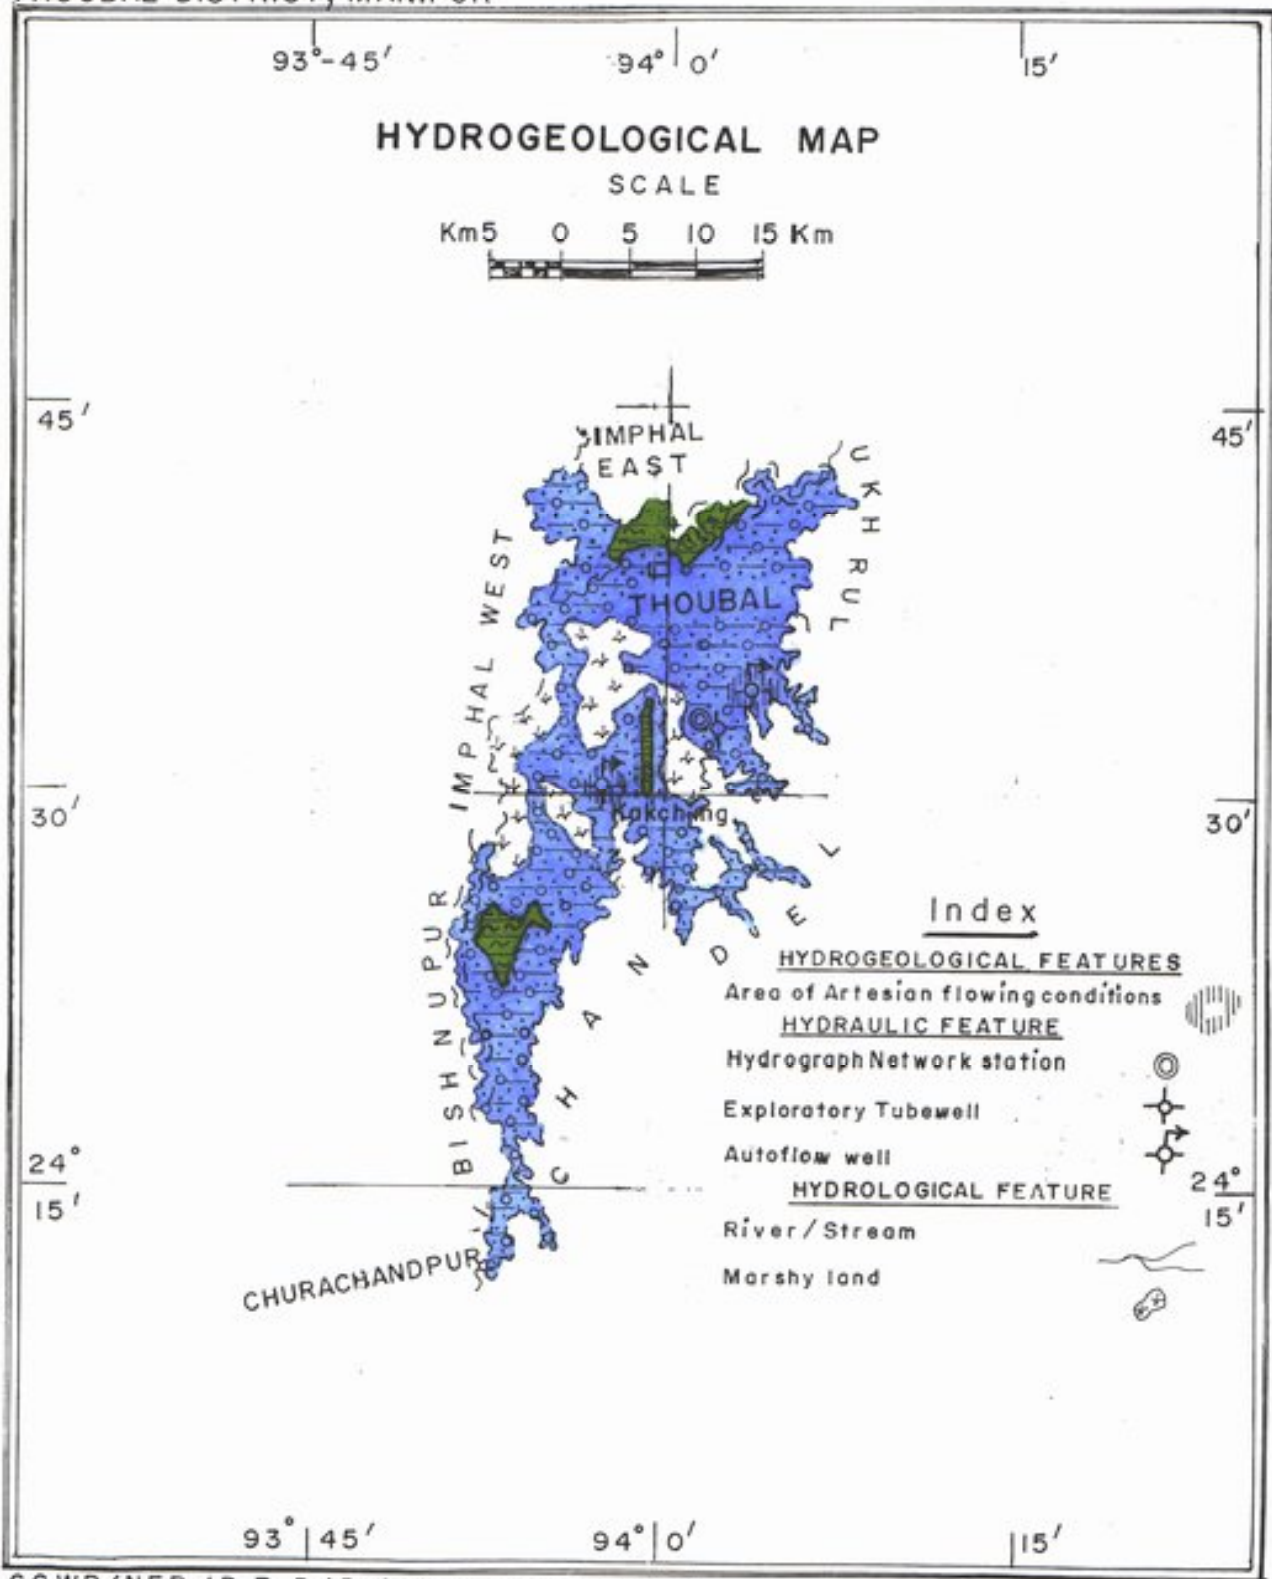 93°-45′ 94° 0′ 15′
HYDROGEOLOGICAL MAP
SCALE
Km5 0 5 10 15 Km
45′ 45′
IMPHAL
EAST
UKHRUL
IMPHAL WEST
THOUBAL
30′ 30′
Kakching
BISHNUPUR
CHANDEL
Index
HYDROGEOLOGICAL FEATURES
Area of Artesian flowing conditions
HYDRAULIC FEATURE
Hydrograph Network station
Exploratory Tubewell
Autoflow well
24° 24°
15′ 15′
HYDROLOGICAL FEATURE
River/Stream
Marshy land
CHURACHANDPUR
93° 45′ 94° 0′ 15′